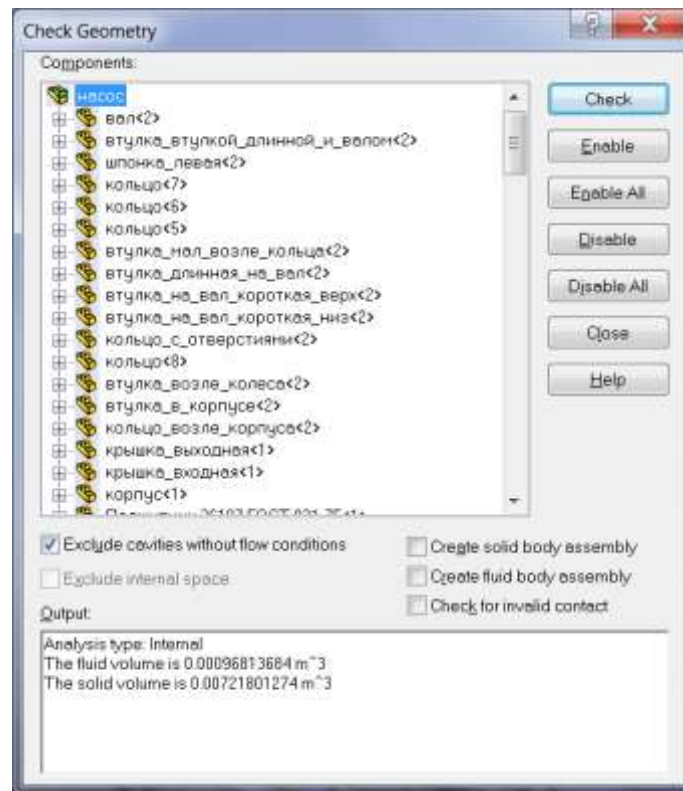 Check Geometry
Components:
насос
вал<2>
втулка_втулкой_длинной_и_валом<2>
шпонка_левая<2>
кольцо<7>
кольцо<6>
кольцо<5>
втулка_мал_возле_кольца<2>
втулка_длинная_на_вал<2>
втулка_на_вал_короткая_верх<2>
втулка_на_вал_короткая_низ<2>
кольцо_с_отверстиями<2>
кольцо<8>
втулка_возле_колеса<2>
втулка_в_корпусе<2>
кольцо_возле_корпуса<2>
крышка_выходная<1>
крышка_входная<1>
корпус<1>
Check
Enable
Enable All
Disable
Disable All
Close
Help
Exclude cavities without flow conditions
Exclude internal space
Create solid body assembly
Create fluid body assembly
Check for invalid contact
Output:
Analysis type: Internal
The fluid volume is 0.00096813684 m^3
The solid volume is 0.00721801274 m^3